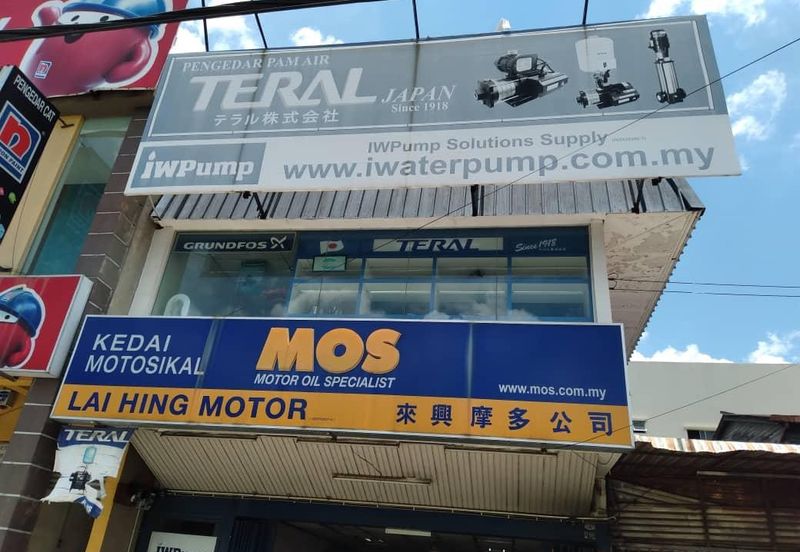 PENGEDAR PAM AIR
TERAL JAPAN
Since 1918
テラル株式会社
IWPump Solutions Supply
iWPump www.iwaterpump.com.my
PENGEDAR CAT
n
GRUNDFOS X
TERAL
Since 1918
KEDAI
MOTOSIKAL
MOS
MOTOR OIL SPECIALIST
www.mos.com.my
LAI HING MOTOR
來興摩多公司
TERAL
iWPump